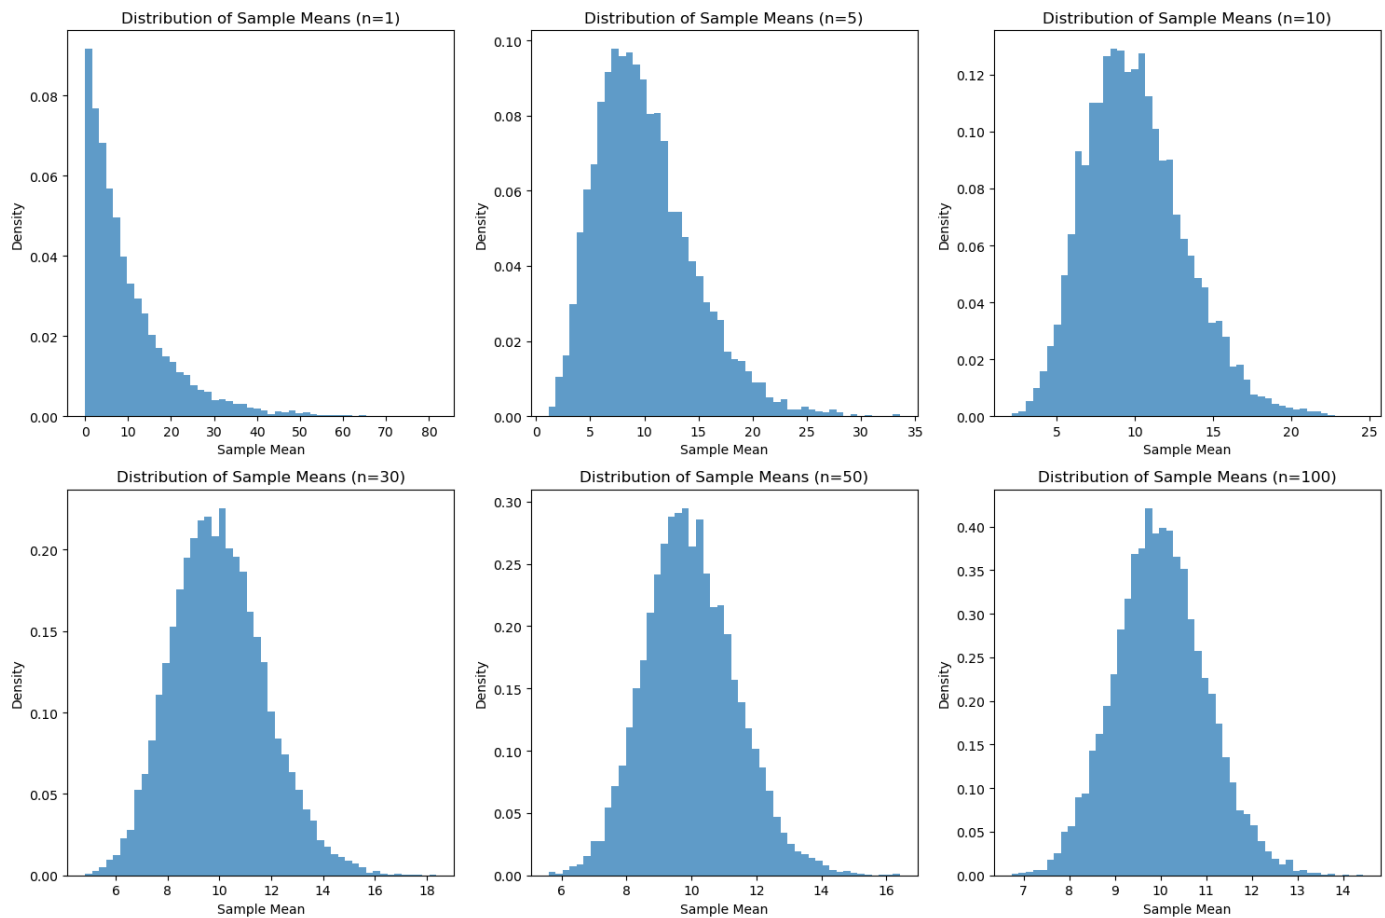 Distribution of Sample Means (n=1)
Density
0.00
0.02
0.04
0.06
0.08
0 10 20 30 40 50 60 70 80
Sample Mean
Distribution of Sample Means (n=5)
Density
0.00
0.02
0.04
0.06
0.08
0.10
0 5 10 15 20 25 30 35
Sample Mean
Distribution of Sample Means (n=10)
Density
0.00
0.02
0.04
0.06
0.08
0.10
0.12
5 10 15 20 25
Sample Mean
Distribution of Sample Means (n=30)
Density
0.00
0.05
0.10
0.15
0.20
6 8 10 12 14 16 18
Sample Mean
Distribution of Sample Means (n=50)
Density
0.00
0.05
0.10
0.15
0.20
0.25
0.30
6 8 10 12 14 16
Sample Mean
Distribution of Sample Means (n=100)
Density
0.00
0.05
0.10
0.15
0.20
0.25
0.30
0.35
0.40
7 8 9 10 11 12 13 14
Sample Mean